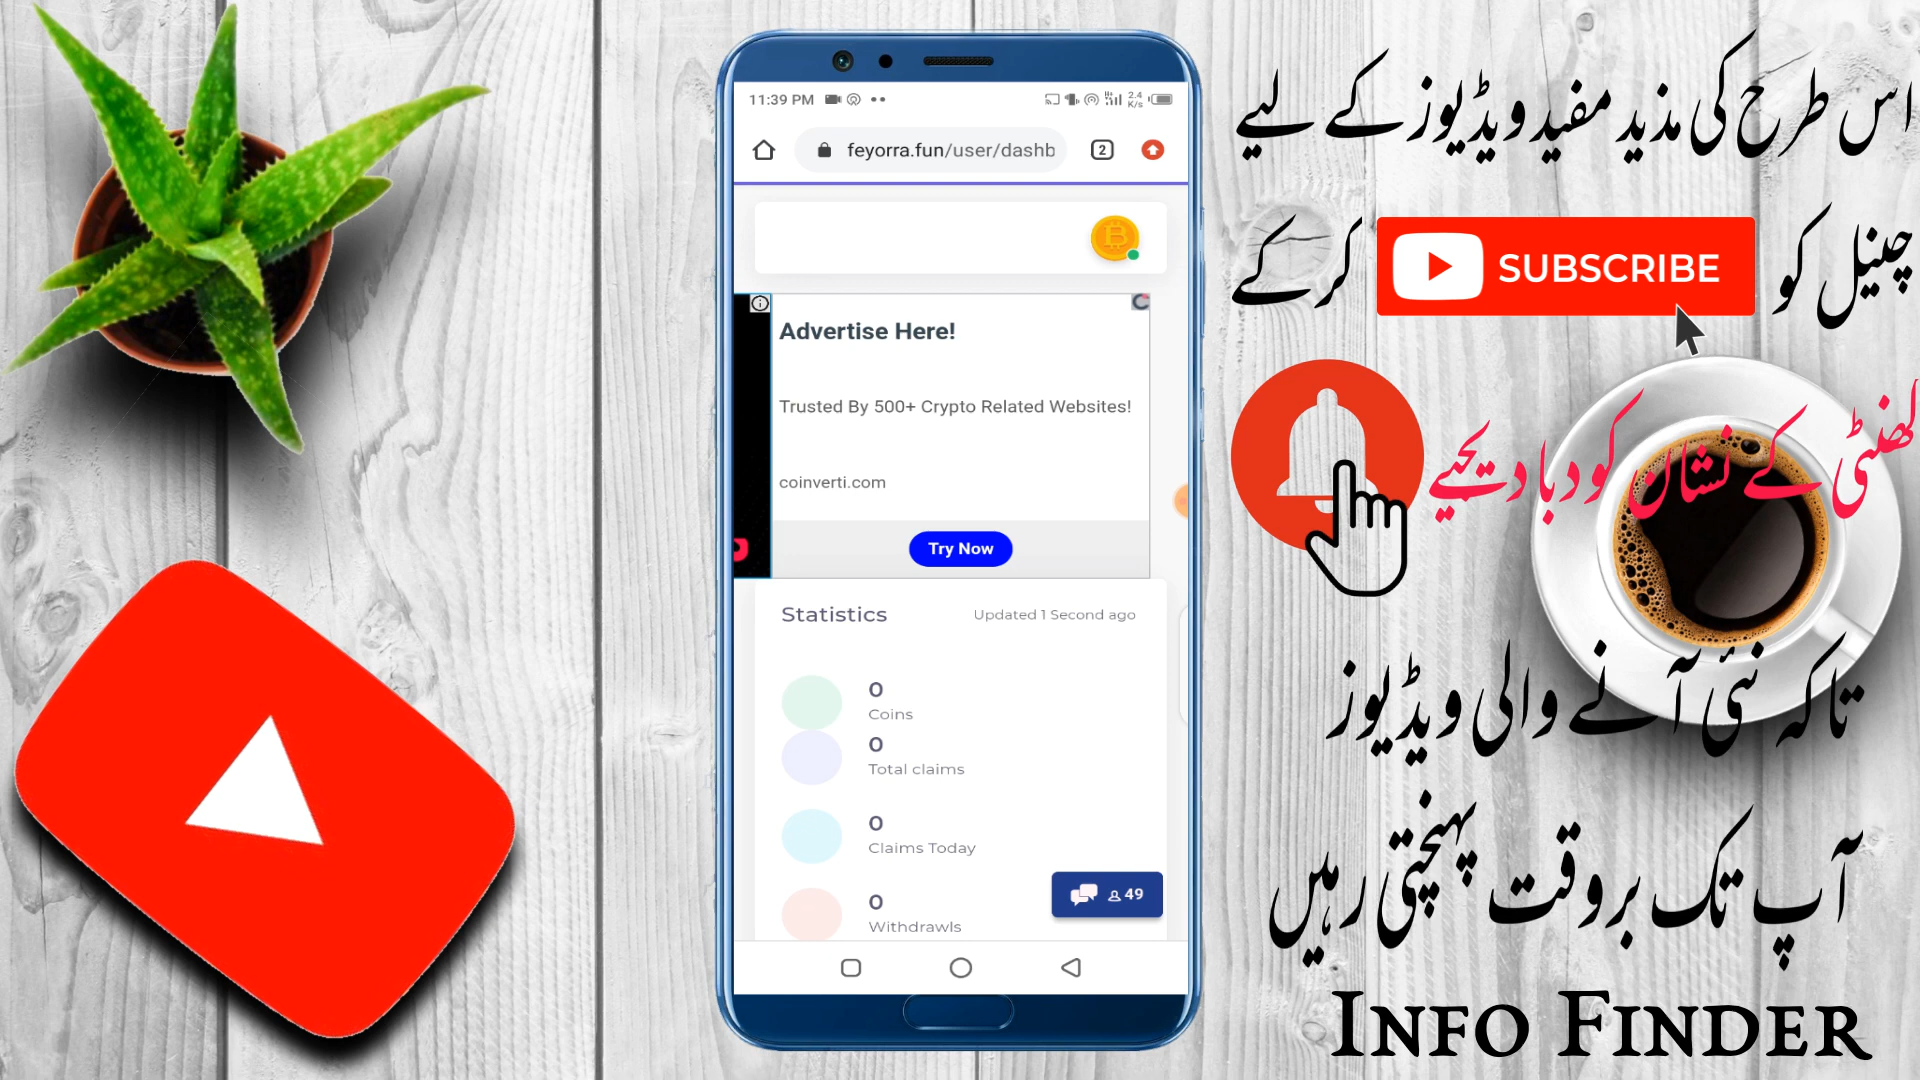 11:39 PM
2.4
K/s
feyorra.fun/user/dashb
2
Advertise Here!
Trusted By 500+ Crypto Related Websites!
coinverti.com
Try Now
Statistics
Updated 1 Second ago
0
Coins
0
Total claims
0
Claims Today
0
Withdrawls
49
اس طرح کی مذید مفید ویڈیوز کے لیے
چینل کو SUBSCRIBE کر کے
گھنٹی کے نشان کو دبا دیجیے
تاکہ نئی آنے والی ویڈیوز
آپ تک بروقت پہنچتی رہیں
INFO FINDER